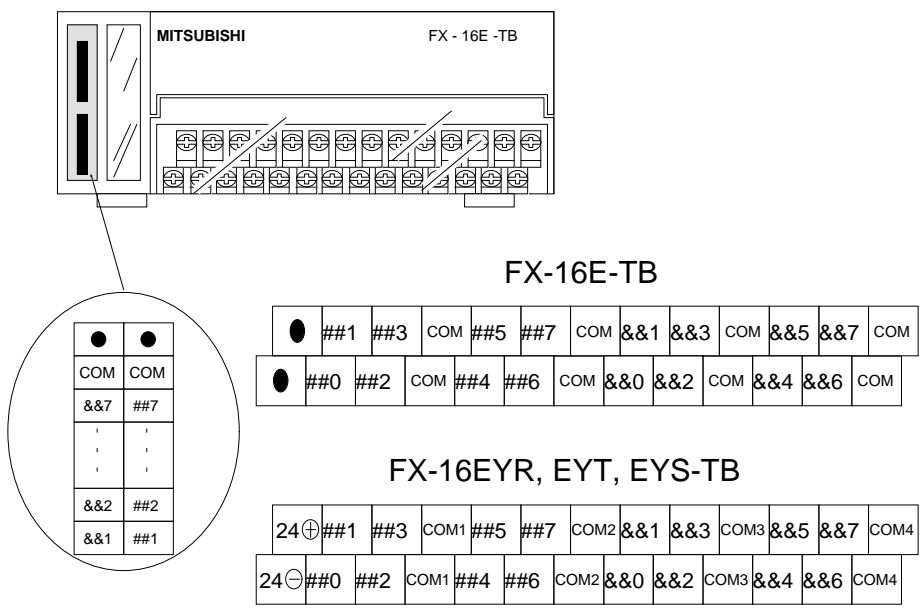 MITSUBISHI FX - 16E -TB
COM COM
&&7 ##7
&&2 ##2
&&1 ##1
FX-16E-TB
##1 ##3 COM ##5 ##7 COM &&1 &&3 COM &&5 &&7 COM
##0 ##2 COM ##4 ##6 COM &&0 &&2 COM &&4 &&6 COM
FX-16EYR, EYT, EYS-TB
24⊕ ##1 ##3 COM1 ##5 ##7 COM2 &&1 &&3 COM3 &&5 &&7 COM4
24⊖ ##0 ##2 COM1 ##4 ##6 COM2 &&0 &&2 COM3 &&4 &&6 COM4